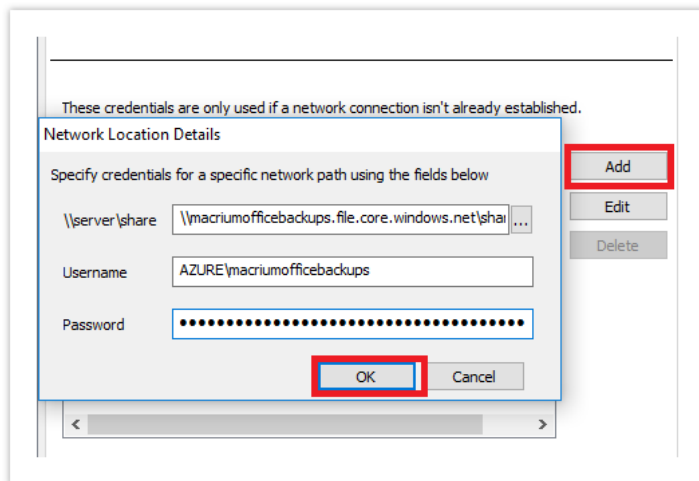 These credentials are only used if a network connection isn't already established.
Network Location Details
Add
Specify credentials for a specific network path using the fields below
Edit
\\server\share
\\macriumofficebackups.file.core.windows.net\shar
...
Delete
Username
AZURE\macriumofficebackups
Password
OK
Cancel